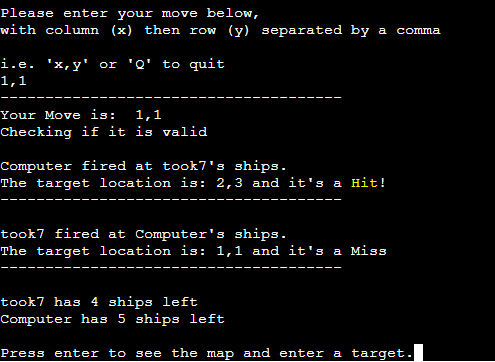 Please enter your move below,
with column (x) then row (y) separated by a comma
i.e. 'x,y' or 'Q' to quit
1,1
--------------------------------------
Your Move is:  1,1
Checking if it is valid
Computer fired at took7's ships.
The target location is: 2,3 and it's a Hit!
--------------------------------------
took7 fired at Computer's ships.
The target location is: 1,1 and it's a Miss
--------------------------------------
took7 has 4 ships left
Computer has 5 ships left
Press enter to see the map and enter a target.